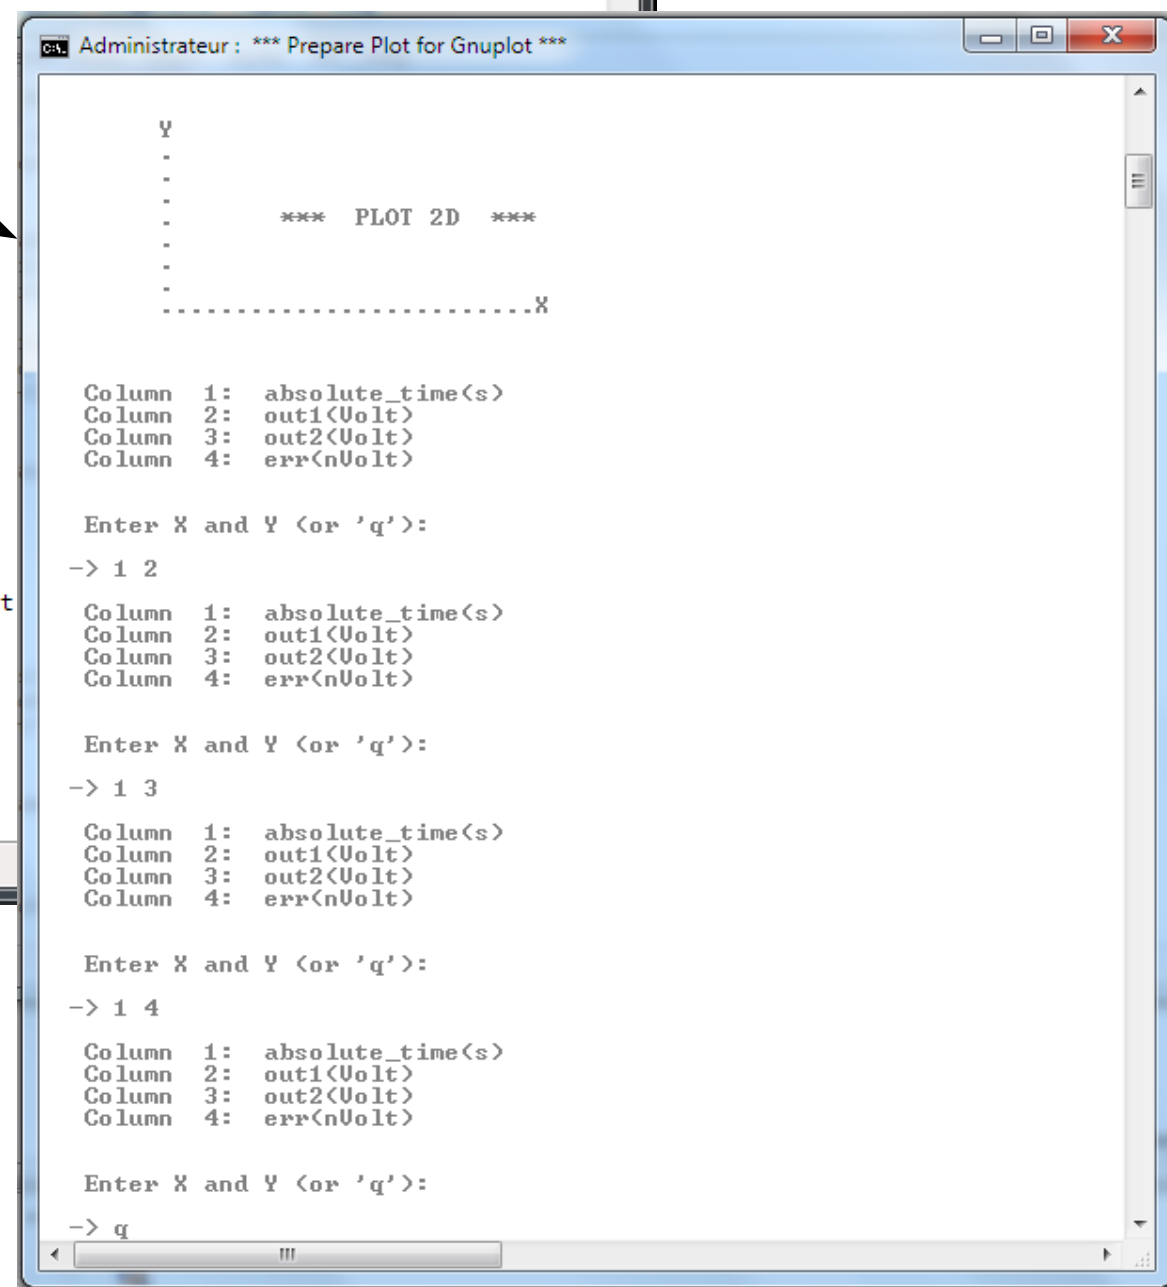 Administrateur : *** Prepare Plot for Gnuplot ***
Y
-
-
-
- *** PLOT 2D ***
-
-
-
.........................X
Column 1: absolute_time(s)
Column 2: out1(Volt)
Column 3: out2(Volt)
Column 4: err(nVolt)
Enter X and Y (or 'q'):
-> 1 2
t
Column 1: absolute_time(s)
Column 2: out1(Volt)
Column 3: out2(Volt)
Column 4: err(nVolt)
Enter X and Y (or 'q'):
-> 1 3
Column 1: absolute_time(s)
Column 2: out1(Volt)
Column 3: out2(Volt)
Column 4: err(nVolt)
Enter X and Y (or 'q'):
-> 1 4
Column 1: absolute_time(s)
Column 2: out1(Volt)
Column 3: out2(Volt)
Column 4: err(nVolt)
Enter X and Y (or 'q'):
-> q